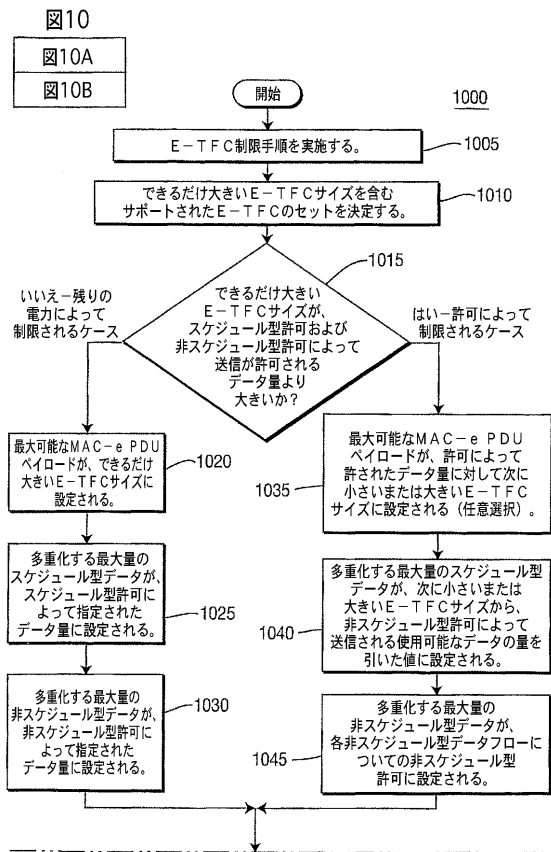 図10
図10A
図10B
開始
1000
E－TFC制限手順を実施する。
1005
できるだけ大きいE－TFCサイズを含む
サポートされたE－TFCのセットを決定する。
1010
1015
できるだけ大きい
E－TFCサイズが、
スケジュール型許可および
非スケジュール型許可によって
送信が許可される
データ量より
大きいか？
いいえ－残りの
電力によって
制限されるケース
はい－許可によって
制限されるケース
最大可能なMAC－e PDU
ペイロードが、できるだけ
大きいE－TFCサイズに
設定される。
1020
多重化する最大量の
スケジュール型データが、
スケジュール型許可に
よって指定された
データ量に設定される。
1025
多重化する最大量の
非スケジュール型データが、
非スケジュール型許可に
よって指定された
データ量に設定される。
1030
最大可能なMAC－e PDU
ペイロードが、許可によって
許されたデータ量に対して次に
小さいまたは大きいE－TFC
サイズに設定される（任意選択）。
1035
多重化する最大量のスケジュール型
データが、次に小さいまたは
大きいE－TFCサイズから、
非スケジュール型許可によって
送信される使用可能なデータの量を
引いた値に設定される。
1040
多重化する最大量の
非スケジュール型データが、
各非スケジュール型データフローに
ついての非スケジュール型
許可に設定される。
1045